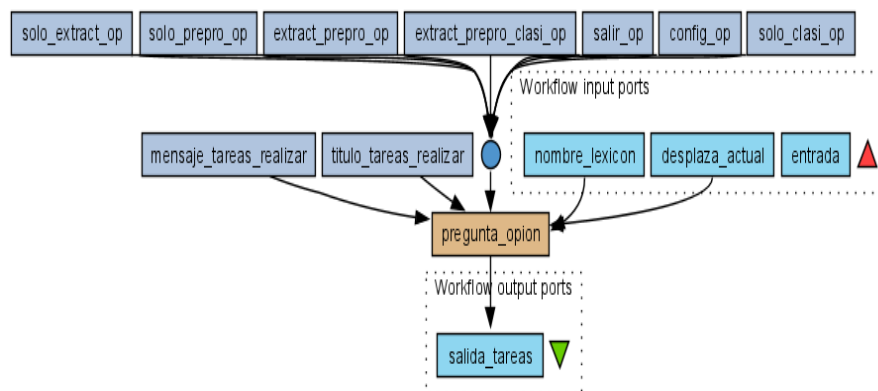 solo_extract_op solo_prepro_op extract_prepro_op extract_prepro_clasi_op salir_op config_op solo_clasi_op
Workflow input ports
mensaje_tareas_realizar titulo_tareas_realizar nombre_lexicon desplaza_actual entrada
pregunta_opion
Workflow output ports
salida_tareas